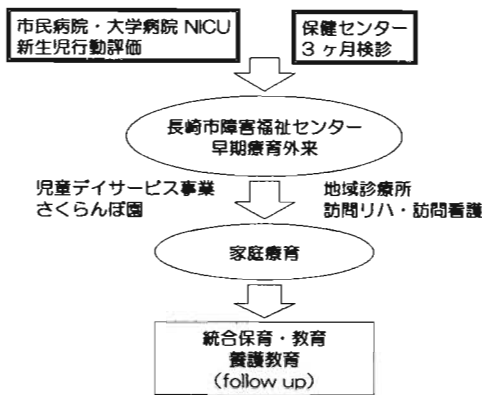 市民病院・大学病院 NICU
新生児行動評価
保健センター
3 ヶ月検診
長崎市障害福祉センター
早期療育外来
児童デイサービス事業
さくらんぼ園
地域診療所
訪問リハ・訪問看護
家庭療育
統合保育・教育
養護教育
(follow up)